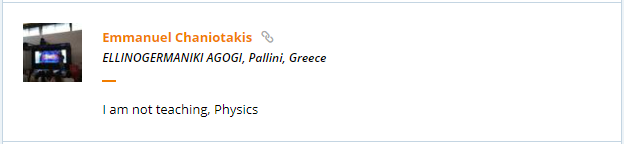 Emmanuel Chaniotakis
ELLINOGERMANIKI AGOGI, Pallini, Greece
I am not teaching, Physics